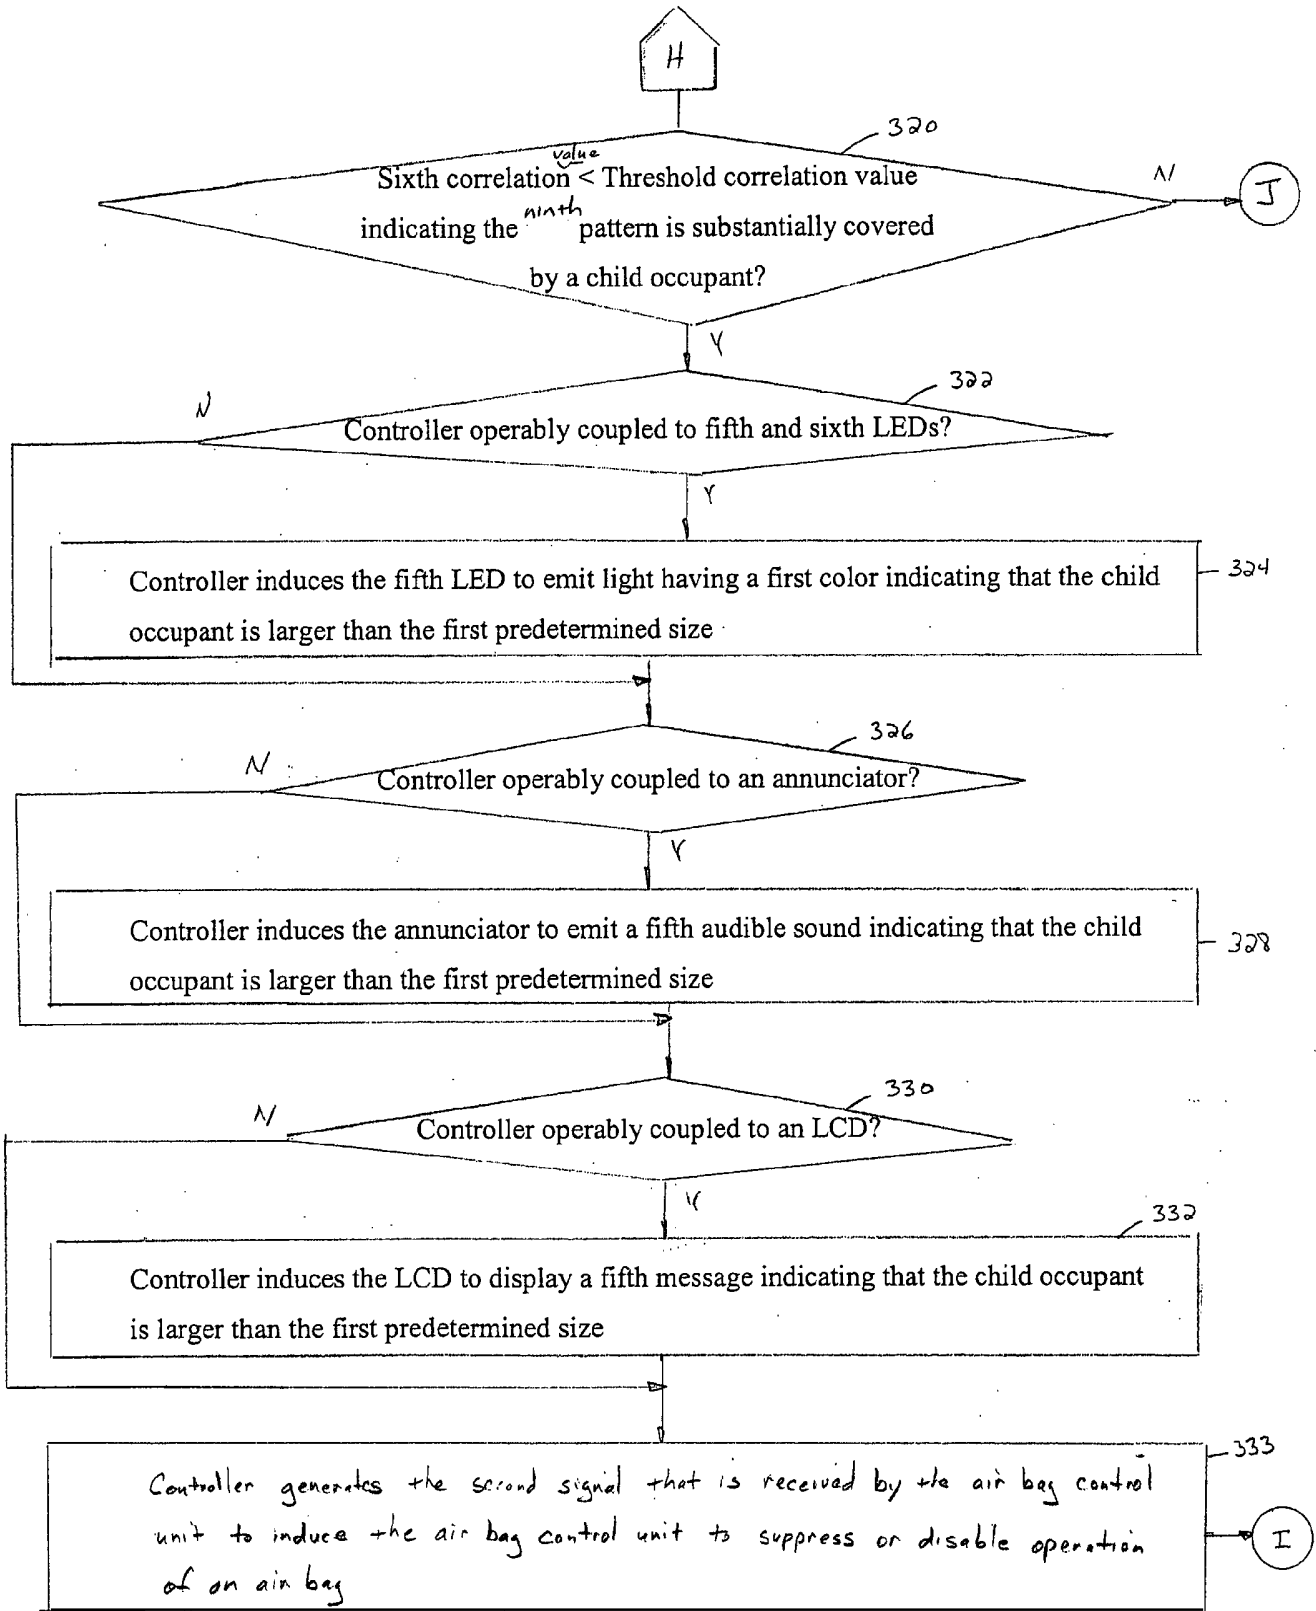 H
320
value
Sixth correlation < Threshold correlation value
N
J
ninth
indicating the pattern is substantially covered
by a child occupant?
Y
322
N
Controller operably coupled to fifth and sixth LEDs?
Y
Controller induces the fifth LED to emit light having a first color indicating that the child
324
occupant is larger than the first predetermined size
326
N
Controller operably coupled to an annunciator?
Y
Controller induces the annunciator to emit a fifth audible sound indicating that the child
328
occupant is larger than the first predetermined size
330
N
Controller operably coupled to an LCD?
Y
332
Controller induces the LCD to display a fifth message indicating that the child occupant
is larger than the first predetermined size
333
Controller generates the second signal that is received by the air bag control
unit to induce the air bag control unit to suppress or disable operation
I
of an air bag